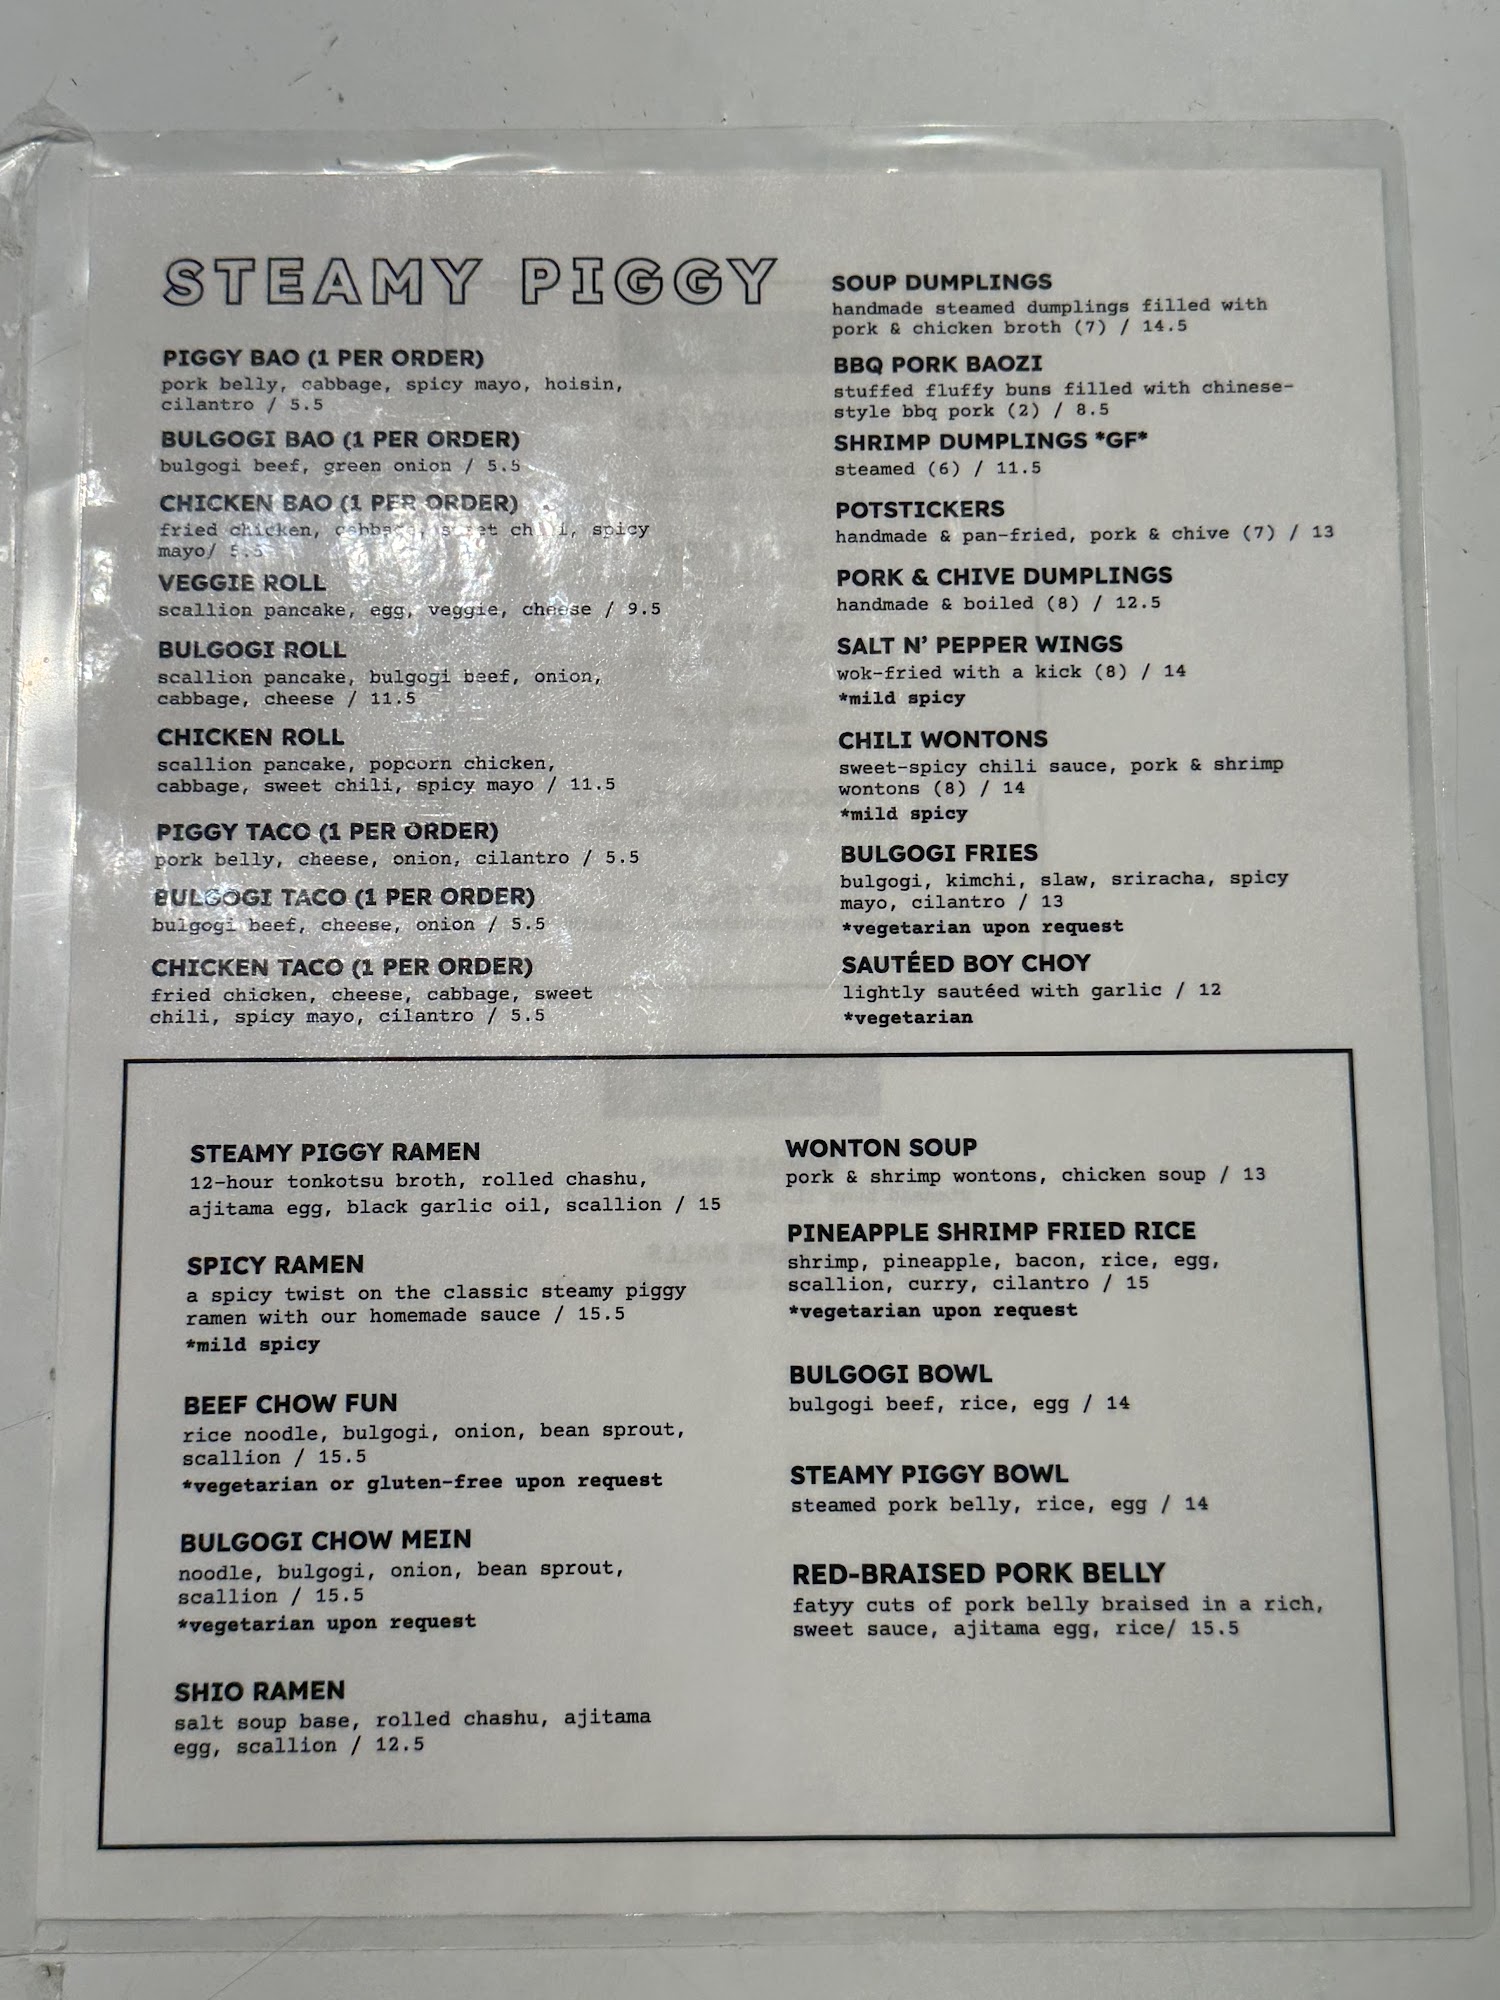 STEAMY PIGGY
PIGGY BAO (1 PER ORDER)
pork belly, cabbage, spicy mayo, hoisin,
cilantro / 5.5
BULGOGI BAO (1 PER ORDER)
bulgogi beef, green onion / 5.5
CHICKEN BAO (1 PER ORDER)
fried chicken, cabbage, sweet chili, spicy
mayo/ 5.5
VEGGIE ROLL
scallion pancake, egg, veggie, cheese / 9.5
BULGOGI ROLL
scallion pancake, bulgogi beef, onion,
cabbage, cheese / 11.5
CHICKEN ROLL
scallion pancake, popcorn chicken,
cabbage, sweet chili, spicy mayo / 11.5
PIGGY TACO (1 PER ORDER)
pork belly, cheese, onion, cilantro / 5.5
BULGOGI TACO (1 PER ORDER)
bulgogi beef, cheese, onion / 5.5
CHICKEN TACO (1 PER ORDER)
fried chicken, cheese, cabbage, sweet
chili, spicy mayo, cilantro / 5.5
SOUP DUMPLINGS
handmade steamed dumplings filled with
pork & chicken broth (7) / 14.5
BBQ PORK BAOZI
stuffed fluffy buns filled with chinese-
style bbq pork (2) / 8.5
SHRIMP DUMPLINGS *GF*
steamed (6) / 11.5
POTSTICKERS
handmade & pan-fried, pork & chive (7) / 13
PORK & CHIVE DUMPLINGS
handmade & boiled (8) / 12.5
SALT N' PEPPER WINGS
wok-fried with a kick (8) / 14
*mild spicy
CHILI WONTONS
sweet-spicy chili sauce, pork & shrimp
wontons (8) / 14
*mild spicy
BULGOGI FRIES
bulgogi, kimchi, slaw, sriracha, spicy
mayo, cilantro / 13
*vegetarian upon request
SAUTÉED BOY CHOY
lightly sautéed with garlic / 12
*vegetarian
STEAMY PIGGY RAMEN
12-hour tonkotsu broth, rolled chashu,
ajitama egg, black garlic oil, scallion / 15
SPICY RAMEN
a spicy twist on the classic steamy piggy
ramen with our homemade sauce / 15.5
*mild spicy
BEEF CHOW FUN
rice noodle, bulgogi, onion, bean sprout,
scallion / 15.5
*vegetarian or gluten-free upon request
BULGOGI CHOW MEIN
noodle, bulgogi, onion, bean sprout,
scallion / 15.5
*vegetarian upon request
SHIO RAMEN
salt soup base, rolled chashu, ajitama
egg, scallion / 12.5
WONTON SOUP
pork & shrimp wontons, chicken soup / 13
PINEAPPLE SHRIMP FRIED RICE
shrimp, pineapple, bacon, rice, egg,
scallion, curry, cilantro / 15
*vegetarian upon request
BULGOGI BOWL
bulgogi beef, rice, egg / 14
STEAMY PIGGY BOWL
steamed pork belly, rice, egg / 14
RED-BRAISED PORK BELLY
fatyy cuts of pork belly braised in a rich,
sweet sauce, ajitama egg, rice/ 15.5